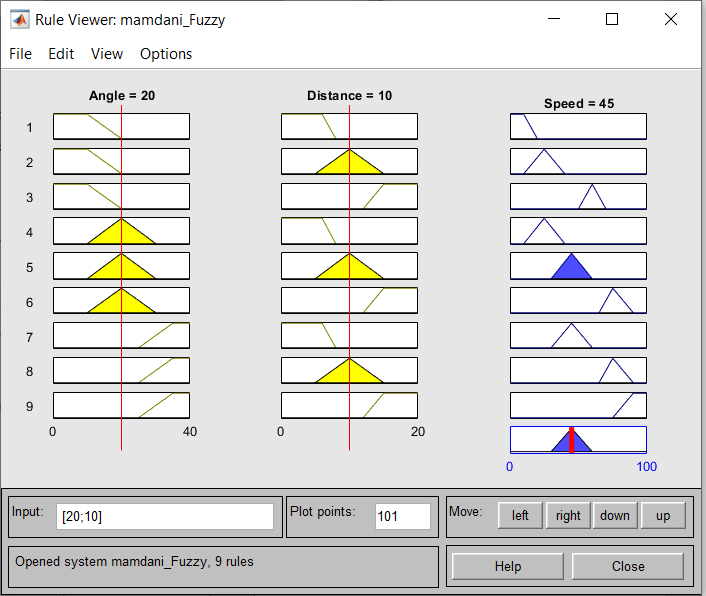 Rule Viewer: mamdani_Fuzzy
File Edit View Options
Angle = 20 Distance = 10 Speed = 45
1
2
3
4
5
6
7
8
9
0 40 0 20
0 100
Input: [20;10] Plot points: 101 Move: left right down up
Opened system mamdani_Fuzzy, 9 rules Help Close